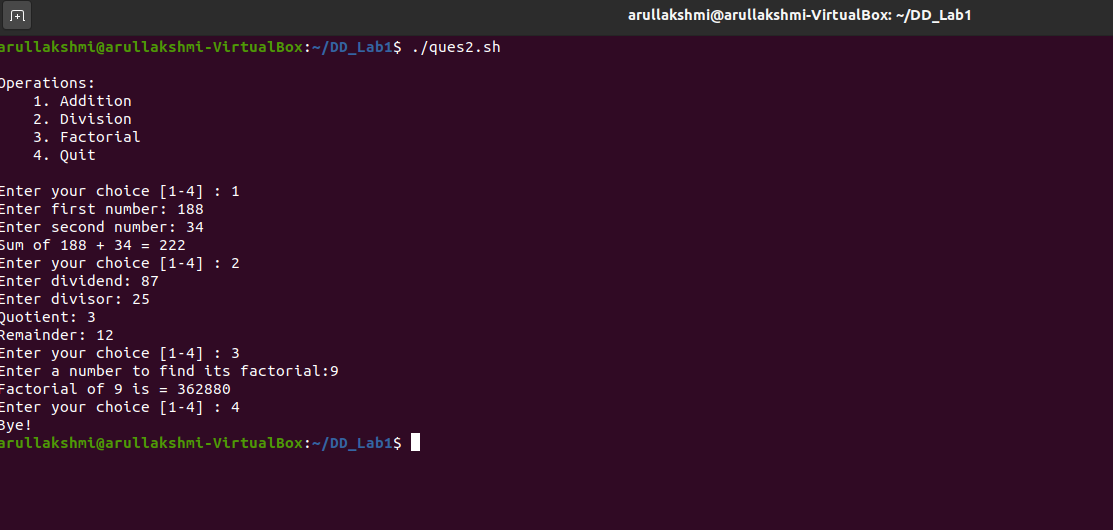 arullakshmi@arullakshmi-VirtualBox: ~/DD_Lab1
arullakshmi@arullakshmi-VirtualBox:~/DD_Lab1$ ./ques2.sh
Operations:
1. Addition
2. Division
3. Factorial
4. Quit
Enter your choice [1-4] : 1
Enter first number: 188
Enter second number: 34
Sum of 188 + 34 = 222
Enter your choice [1-4] : 2
Enter dividend: 87
Enter divisor: 25
Quotient: 3
Remainder: 12
Enter your choice [1-4] : 3
Enter a number to find its factorial:9
Factorial of 9 is = 362880
Enter your choice [1-4] : 4
Bye!
arullakshmi@arullakshmi-VirtualBox:~/DD_Lab1$